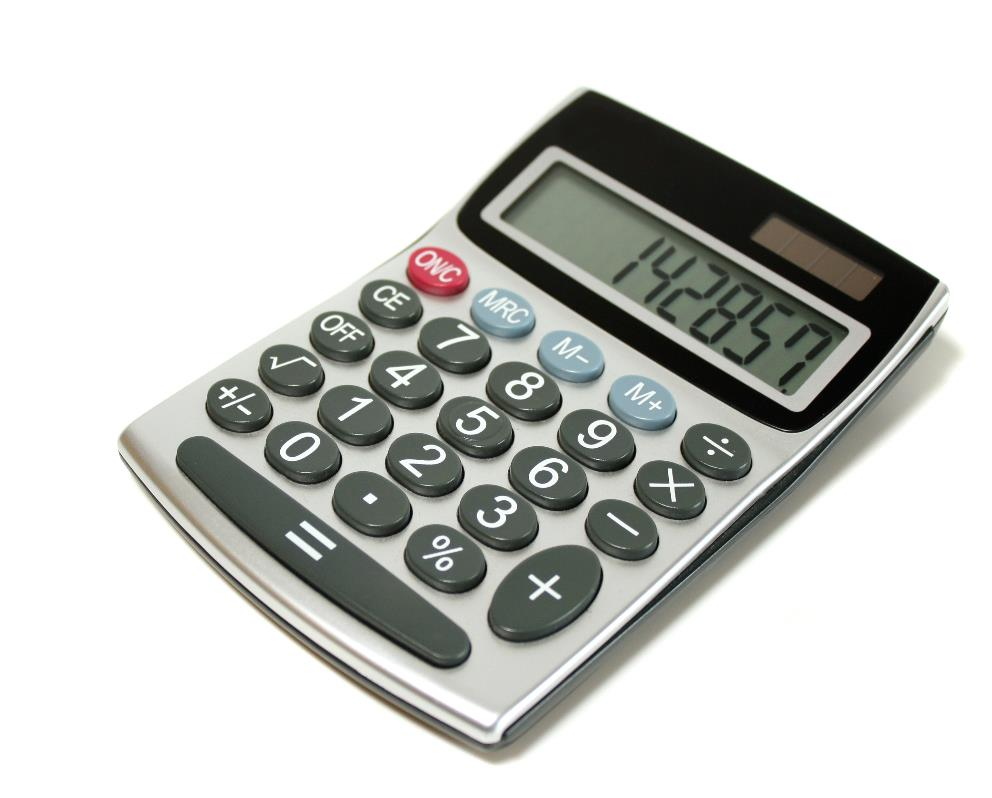 142857.
ON/C MRC M− M+ ÷
CE 7 8 9 ×
OFF 4 5 6 −
√ 1 2 3 +
+/− 0 . %
=